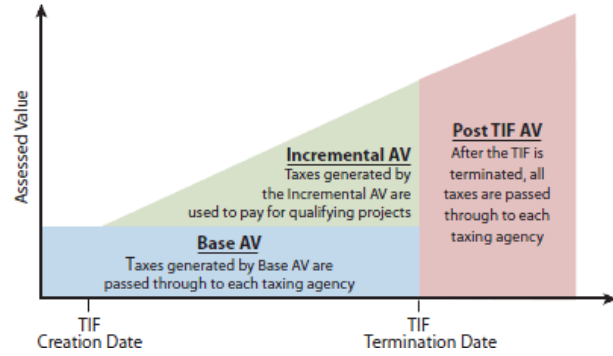 Assessed Value
Incremental AV
Taxes generated by
the Incremental AV are
used to pay for qualifying projects
Post TIF AV
After the TIF is
terminated, all
taxes are passed
through to each
taxing agency
Base AV
Taxes generated by Base AV are
passed through to each taxing agency
TIF
Creation Date
TIF
Termination Date